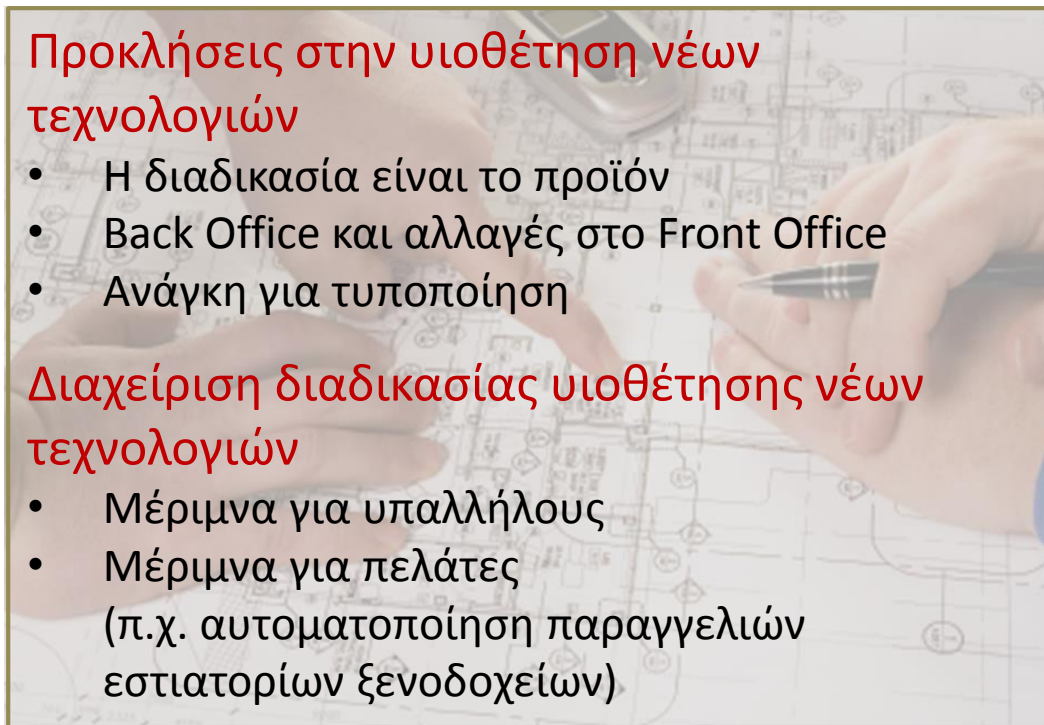 Προκλήσεις στην υιοθέτηση νέων
τεχνολογιών
• Η διαδικασία είναι το προϊόν
• Back Office και αλλαγές στο Front Office
• Ανάγκη για τυποποίηση
Διαχείριση διαδικασίας υιοθέτησης νέων
τεχνολογιών
• Μέριμνα για υπαλλήλους
• Μέριμνα για πελάτες
(π.χ. αυτοματοποίηση παραγγελιών
εστιατορίων ξενοδοχείων)